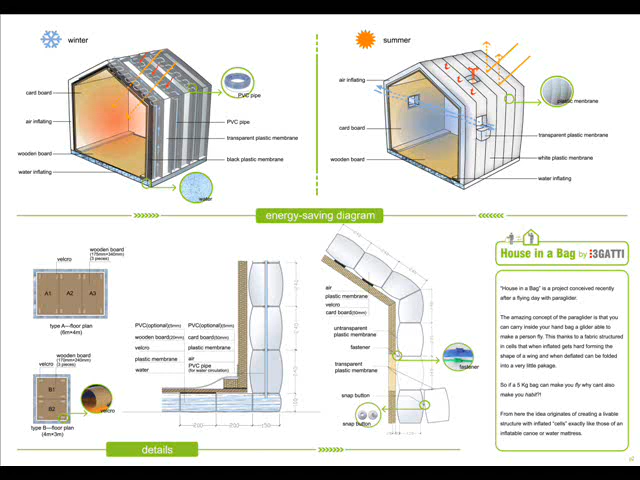 winter
card board
air inflating
wooden board
water inflating
PVC pipe
PVC pipe
transparent plastic membrane
black plastic membrane
water
summer
air inflating
card board
wooden board
plastic membrane
transparent plastic membrane
white plastic membrane
water inflating
energy-saving diagram
velcro
wooden board
(175mm×240mm)
(3 pieces)
A1
A2
A3
type A—floor plan
(6m×4m)
velcro
wooden board
(170mm×240mm)
(3 pieces)
B1
B2
velcro
type B—floor plan
(4m×3m)
PVC(optional)(5mm)
wooden board(20mm)
velcro
plastic membrane
water
PVC(optional)(5mm)
card board(50mm)
plastic membrane
air
PVC pipe
(for water circulation)
200
200
150
air
plastic membrane
velcro
card board(50mm)
untransparent
plastic membrane
fastener
transparent
plastic membrane
snap button
snap button
fastener
details
House in a Bag by 3GATTI
"House in a Bag" is a project conceived recently
after a flying day with paraglider.
The amazing concept of the paraglider is that you
can carry inside your hand bag a glider able to
make a person fly. This thanks to a fabric structured
in cells that when inflated gets hard forming the
shape of a wing and when deflated can be folded
into a very little pakage.
So if a 5 Kg bag can make you fly why cant also
make you habit?!
From here the idea originates of creating a livable
structure with inflated "cells" exactly like those of an
inflatable canoe or water mattress.